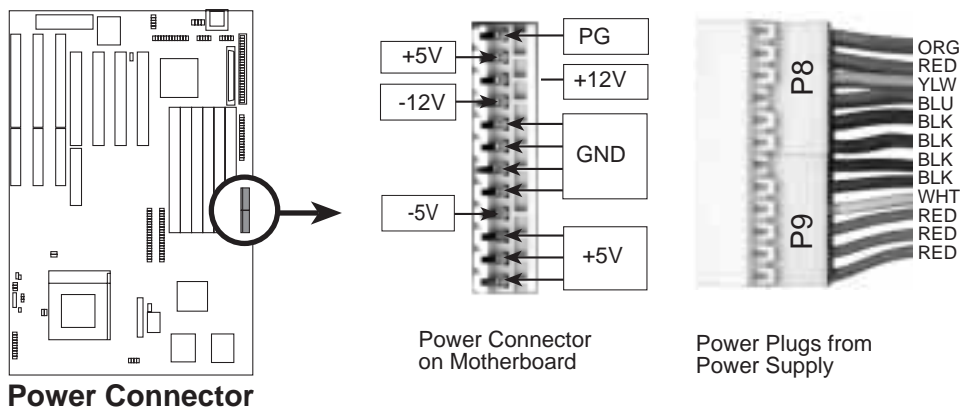 PG
+5V
+12V
-12V
GND
-5V
+5V
P8
P9
ORG
RED
YLW
BLU
BLK
BLK
BLK
BLK
WHT
RED
RED
RED
Power Connector
on Motherboard
Power Plugs from
Power Supply
Power Connector